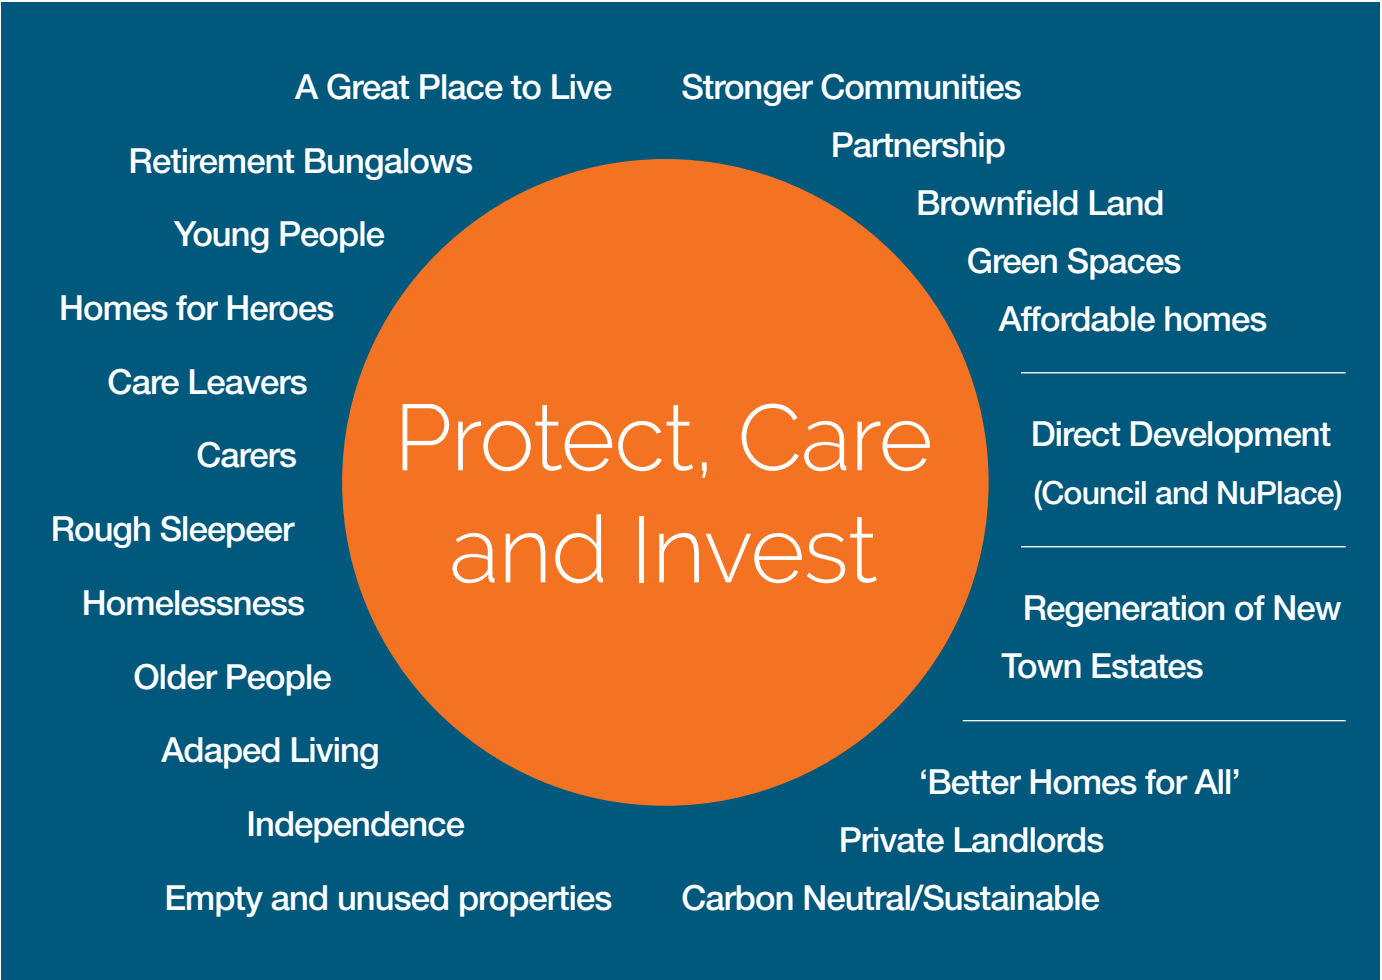 A Great Place to Live
Retirement Bungalows
Young People
Homes for Heroes
Care Leavers
Carers
Rough Sleepeer
Homelessness
Older People
Adaped Living
Independence
Empty and unused properties
Protect, Care
and Invest
Stronger Communities
Partnership
Brownfield Land
Green Spaces
Affordable homes
Direct Development
(Council and NuPlace)
Regeneration of New
Town Estates
‘Better Homes for All’
Private Landlords
Carbon Neutral/Sustainable